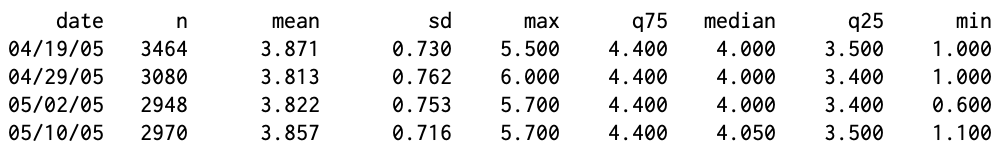 date n mean sd max q75 median q25 min
04/19/05 3464 3.871 0.730 5.500 4.400 4.000 3.500 1.000
04/29/05 3080 3.813 0.762 6.000 4.400 4.000 3.400 1.000
05/02/05 2948 3.822 0.753 5.700 4.400 4.000 3.400 0.600
05/10/05 2970 3.857 0.716 5.700 4.400 4.050 3.500 1.100